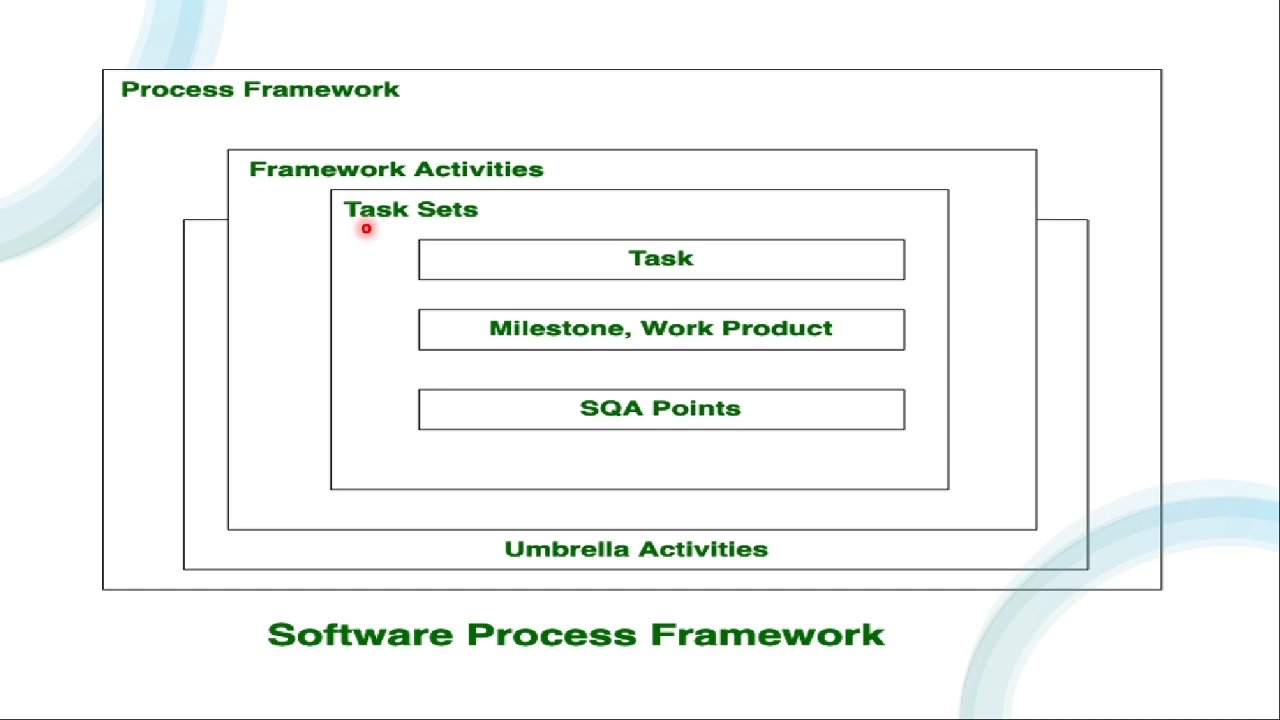 Process Framework
Framework Activities
Task Sets
Task
Milestone, Work Product
SQA Points
Umbrella Activities
Software Process Framework